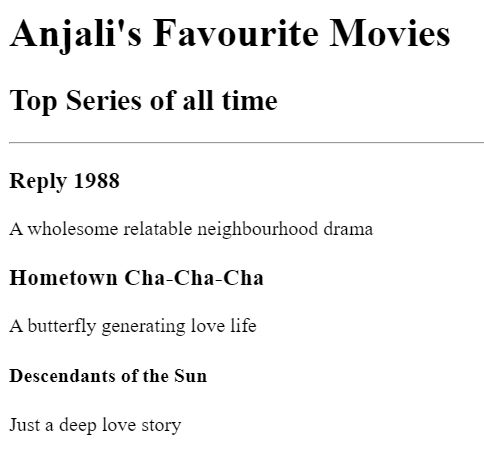 Anjali's Favourite Movies
Top Series of all time
Reply 1988
A wholesome relatable neighbourhood drama
Hometown Cha-Cha-Cha
A butterfly generating love life
Descendants of the Sun
Just a deep love story